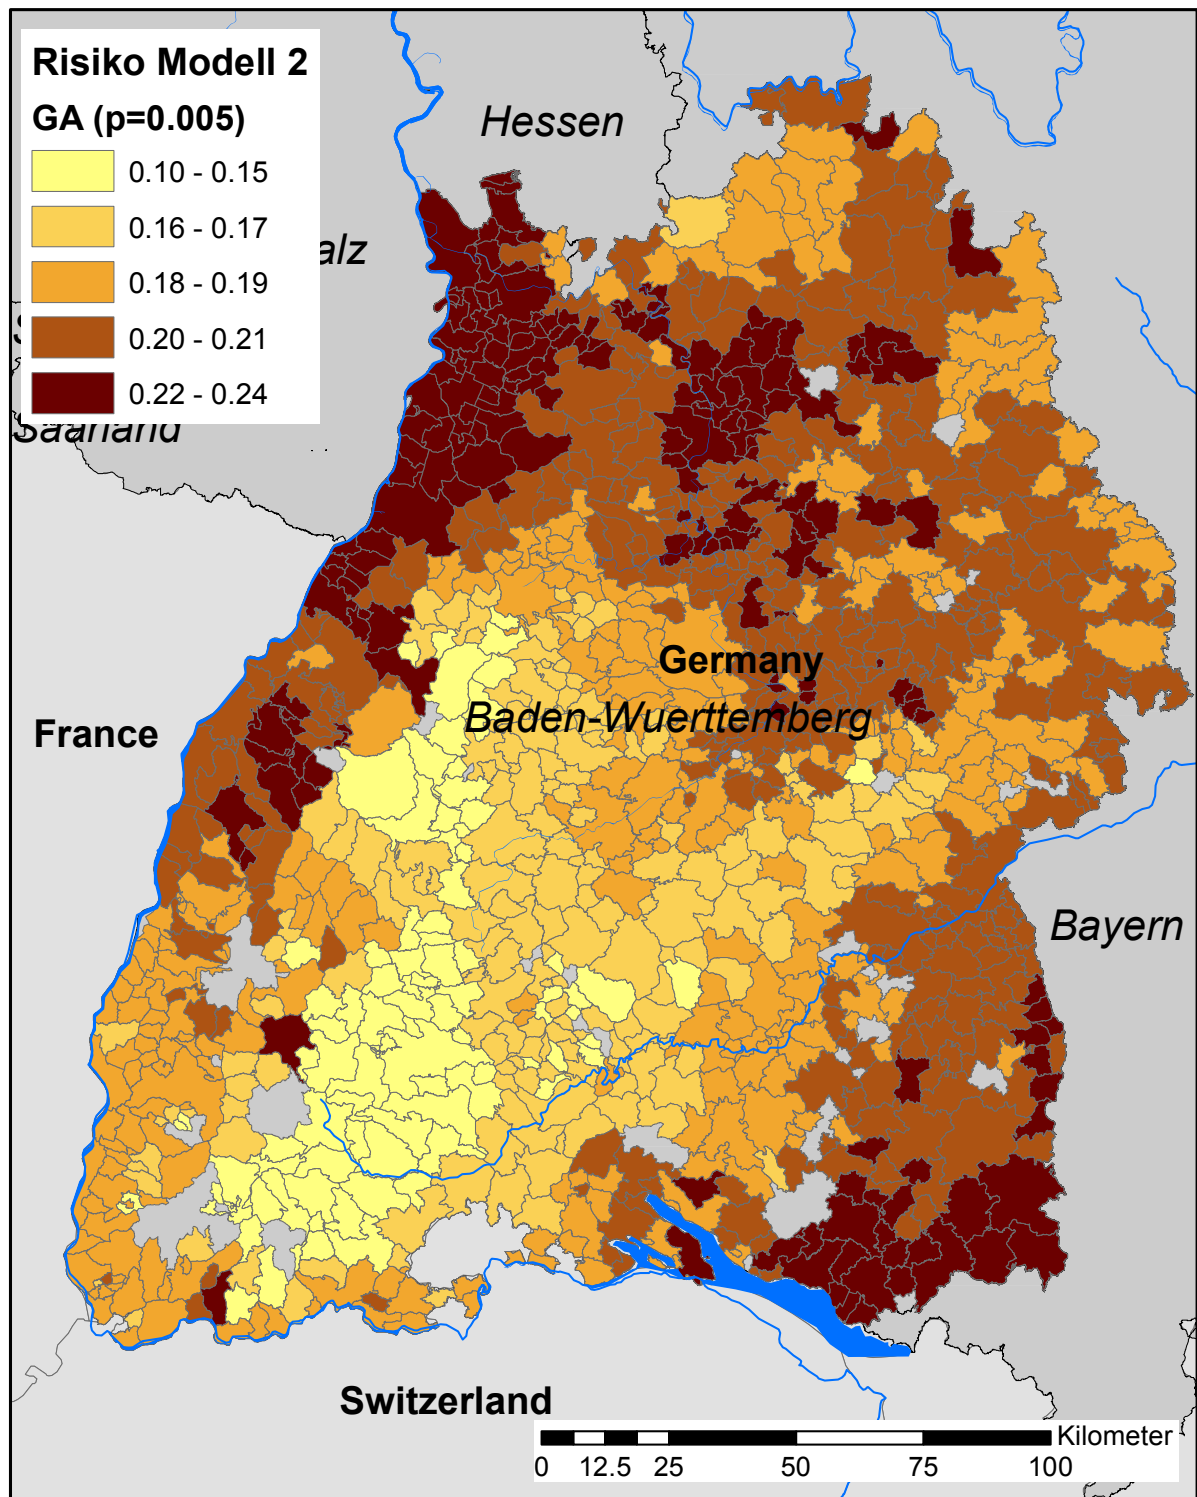 Risiko Modell 2
GA (p=0.005)
0.10 - 0.15
0.16 - 0.17
0.18 - 0.19
0.20 - 0.21
0.22 - 0.24
Hessen
alz
S
Saarland
Germany
Baden-Wuerttemberg
France
Bayern
Switzerland
Kilometer
0 12.5 25 50 75 100